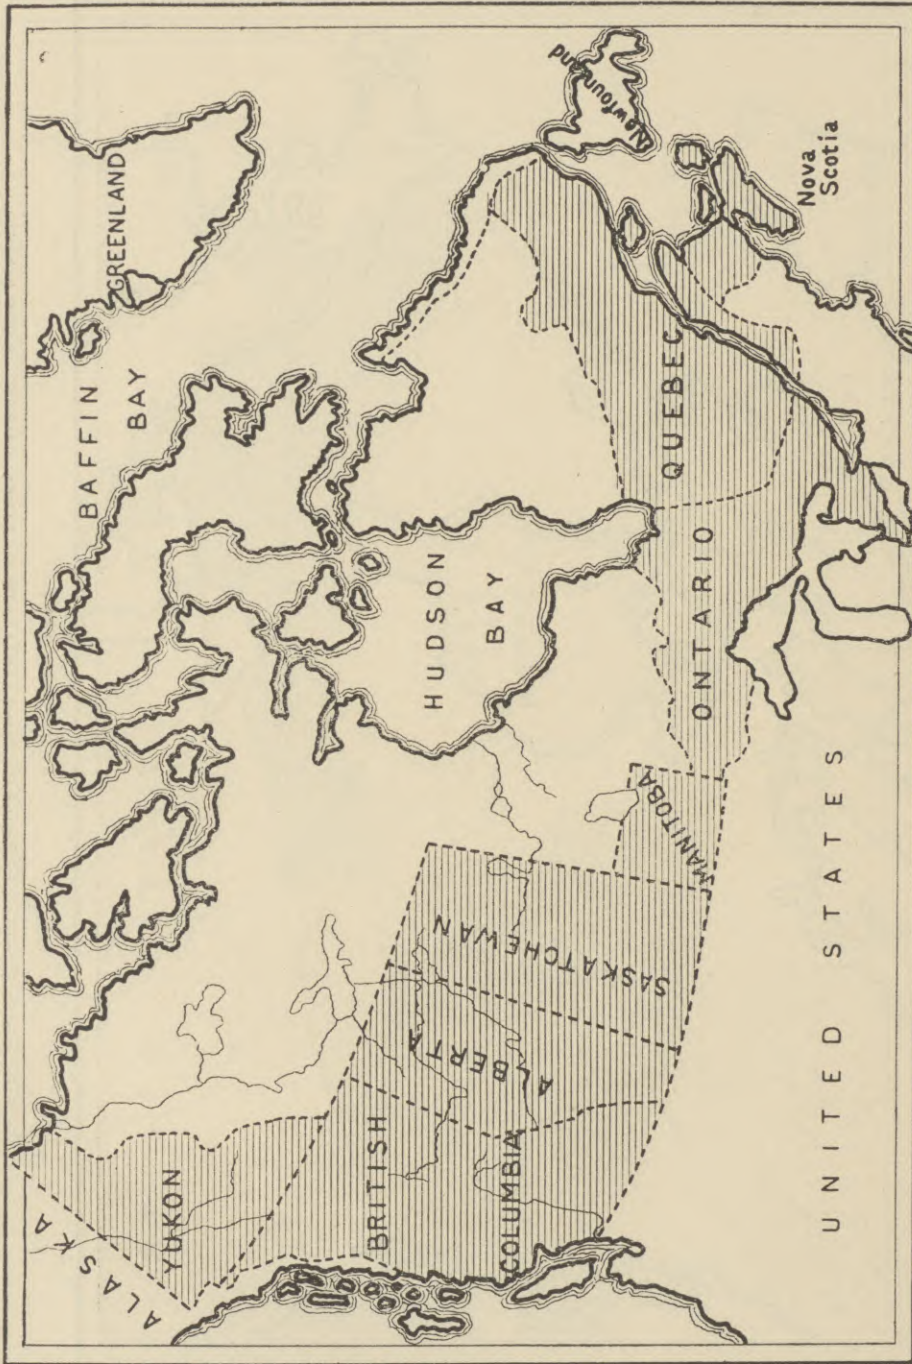 GREENLAND
BAFFIN
BAY
ALASKA
YUKON
HUDSON
BAY
Newfoundland
BRITISH
COLUMBIA
ALBERTA
SASKATCHEWAN
MANITOBA
ONTARIO
QUEBEC
Nova
Scotia
UNITED STATES